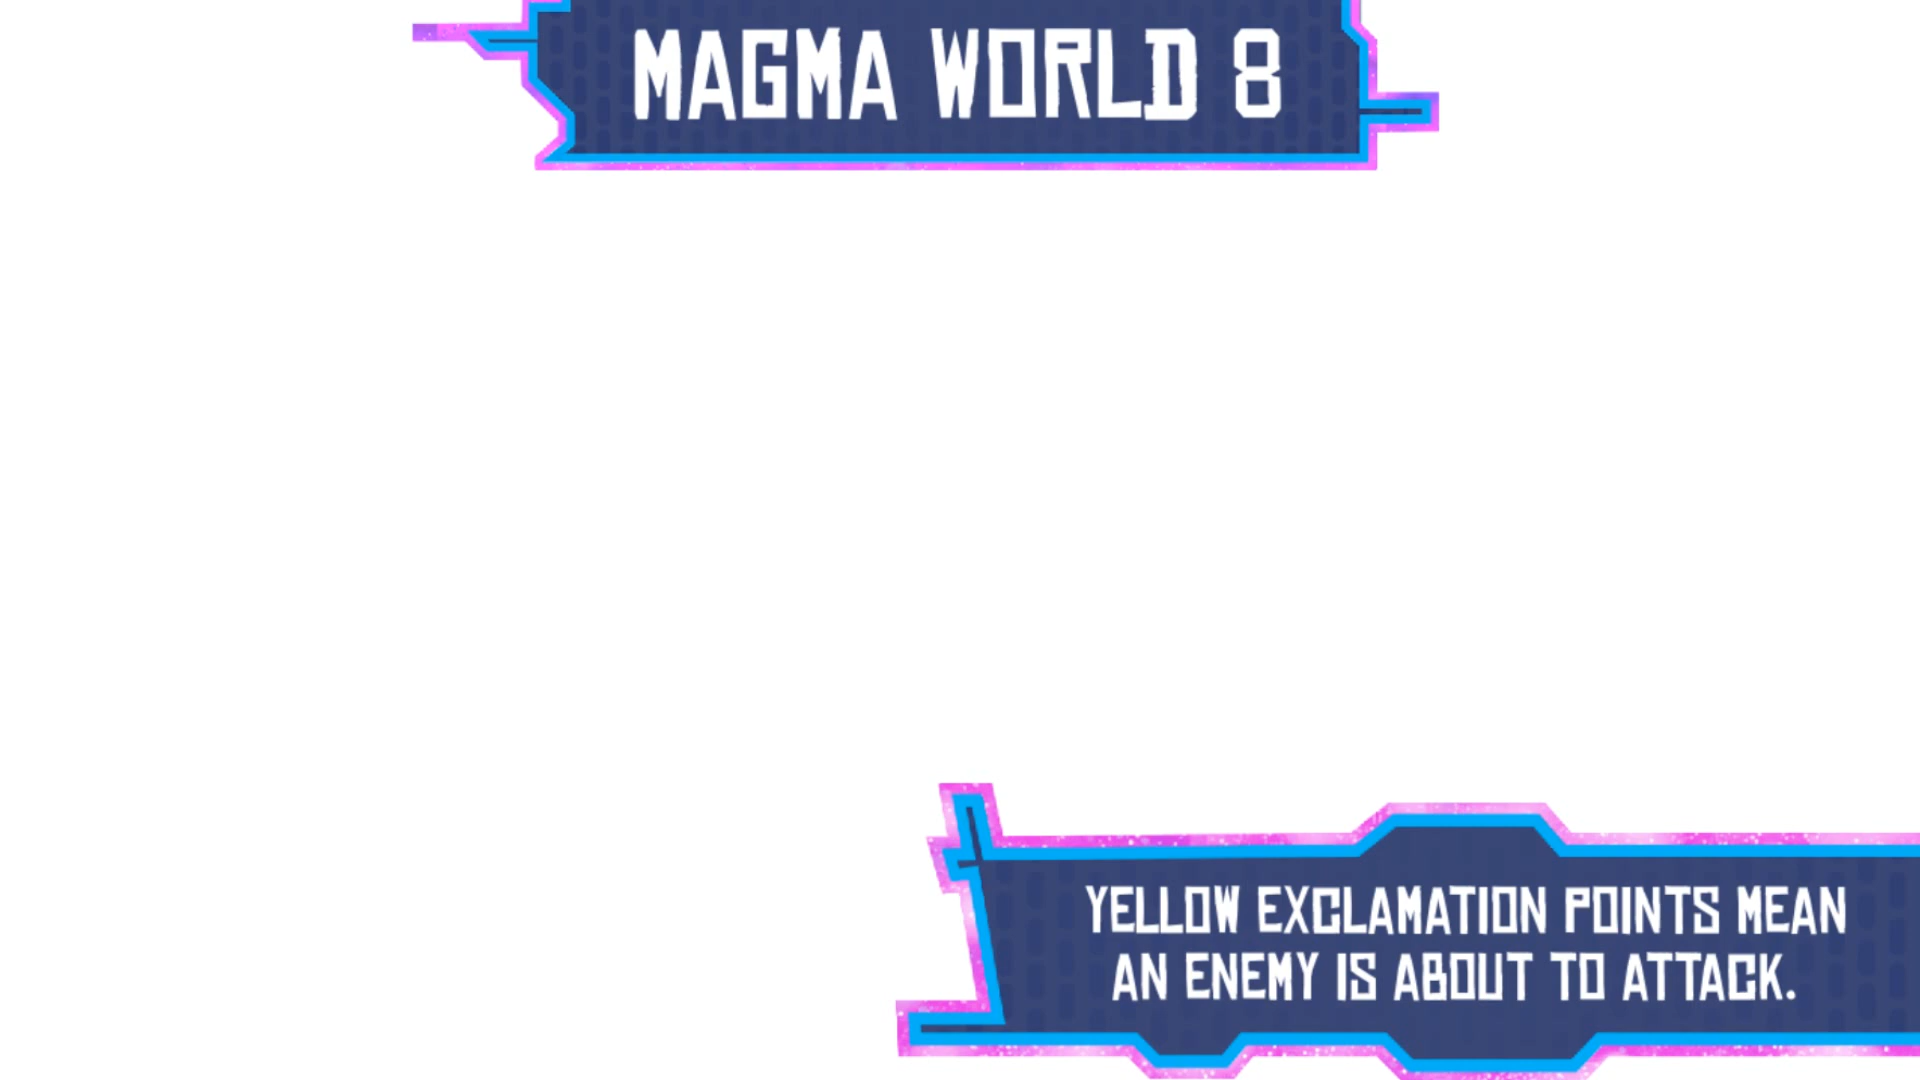 MAGMA WORLD 8
YELLOW EXCLAMATION POINTS MEAN
AN ENEMY IS ABOUT TO ATTACK.